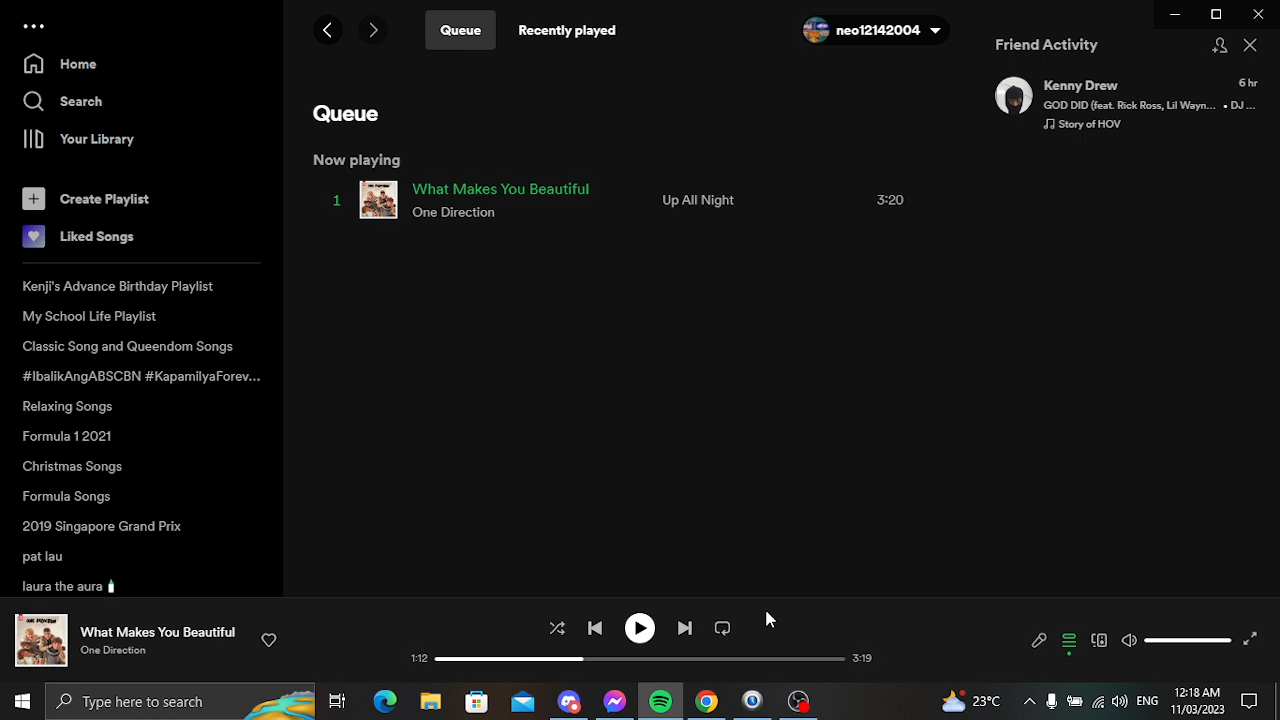 Home
Search
Your Library
Create Playlist
Liked Songs
Kenji's Advance Birthday Playlist
My School Life Playlist
Classic Song and Queendom Songs
#IbalikAngABSCBN #KapamilyaForev...
Relaxing Songs
Formula 1 2021
Christmas Songs
Formula Songs
2019 Singapore Grand Prix
pat lau
laura the aura
Queue
Recently played
neo12142004
Queue
Now playing
1
What Makes You Beautiful
One Direction
Up All Night
3:20
Friend Activity
Kenny Drew
6 hr
GOD DID (feat. Rick Ross, Lil Wayn... • DJ ...
Story of HOV
What Makes You Beautiful
One Direction
1:12
3:19
Type here to search
23°C
ENG
12:18 AM
11/03/2023